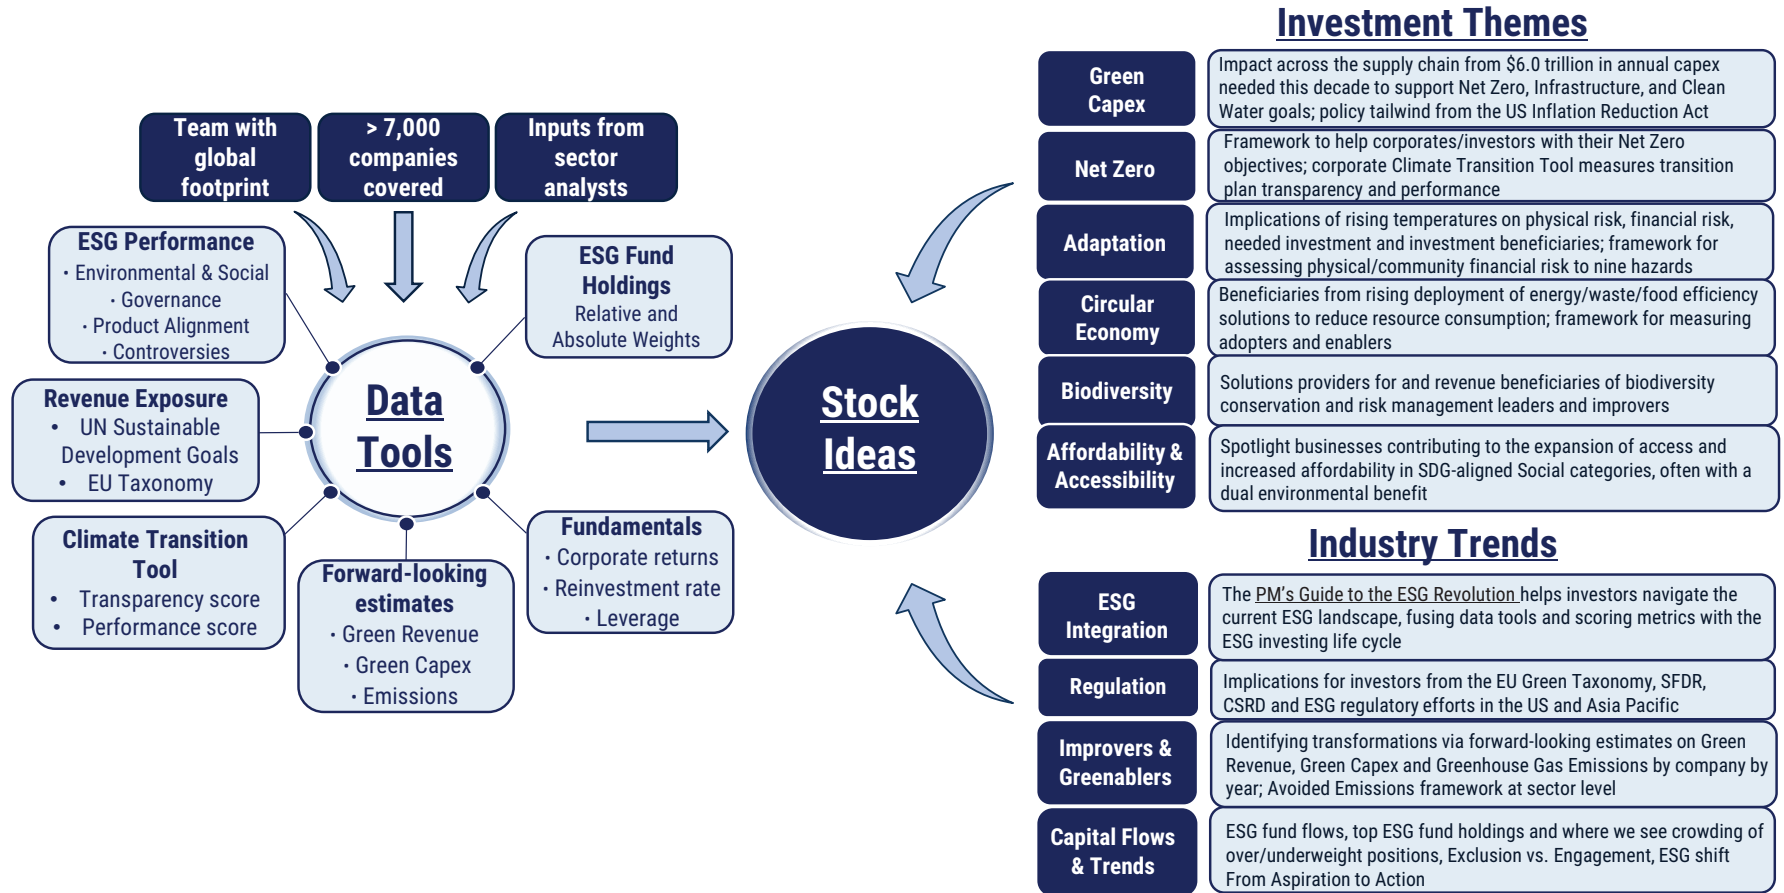 Team with
global
footprint
> 7,000
companies
covered
Inputs from
sector
analysts
ESG Performance
· Environmental & Social
· Governance
· Product Alignment
· Controversies
ESG Fund
Holdings
Relative and
Absolute Weights
Revenue Exposure
• UN Sustainable
Development Goals
• EU Taxonomy
Data
Tools
Climate Transition
Tool
• Transparency score
• Performance score
Forward-looking
estimates
· Green Revenue
· Green Capex
· Emissions
Fundamentals
· Corporate returns
· Reinvestment rate
· Leverage
Stock
Ideas
Investment Themes
Green
Capex
Impact across the supply chain from $6.0 trillion in annual capex
needed this decade to support Net Zero, Infrastructure, and Clean
Water goals; policy tailwind from the US Inflation Reduction Act
Net Zero
Framework to help corporates/investors with their Net Zero
objectives; corporate Climate Transition Tool measures transition
plan transparency and performance
Adaptation
Implications of rising temperatures on physical risk, financial risk,
needed investment and investment beneficiaries; framework for
assessing physical/community financial risk to nine hazards
Circular
Economy
Beneficiaries from rising deployment of energy/waste/food efficiency
solutions to reduce resource consumption; framework for measuring
adopters and enablers
Biodiversity
Solutions providers for and revenue beneficiaries of biodiversity
conservation and risk management leaders and improvers
Affordability &
Accessibility
Spotlight businesses contributing to the expansion of access and
increased affordability in SDG-aligned Social categories, often with a
dual environmental benefit
Industry Trends
ESG
Integration
The PM's Guide to the ESG Revolution helps investors navigate the
current ESG landscape, fusing data tools and scoring metrics with the
ESG investing life cycle
Regulation
Implications for investors from the EU Green Taxonomy, SFDR,
CSRD and ESG regulatory efforts in the US and Asia Pacific
Improvers &
Greenablers
Identifying transformations via forward-looking estimates on Green
Revenue, Green Capex and Greenhouse Gas Emissions by company by
year; Avoided Emissions framework at sector level
Capital Flows
& Trends
ESG fund flows, top ESG fund holdings and where we see crowding of
over/underweight positions, Exclusion vs. Engagement, ESG shift
From Aspiration to Action